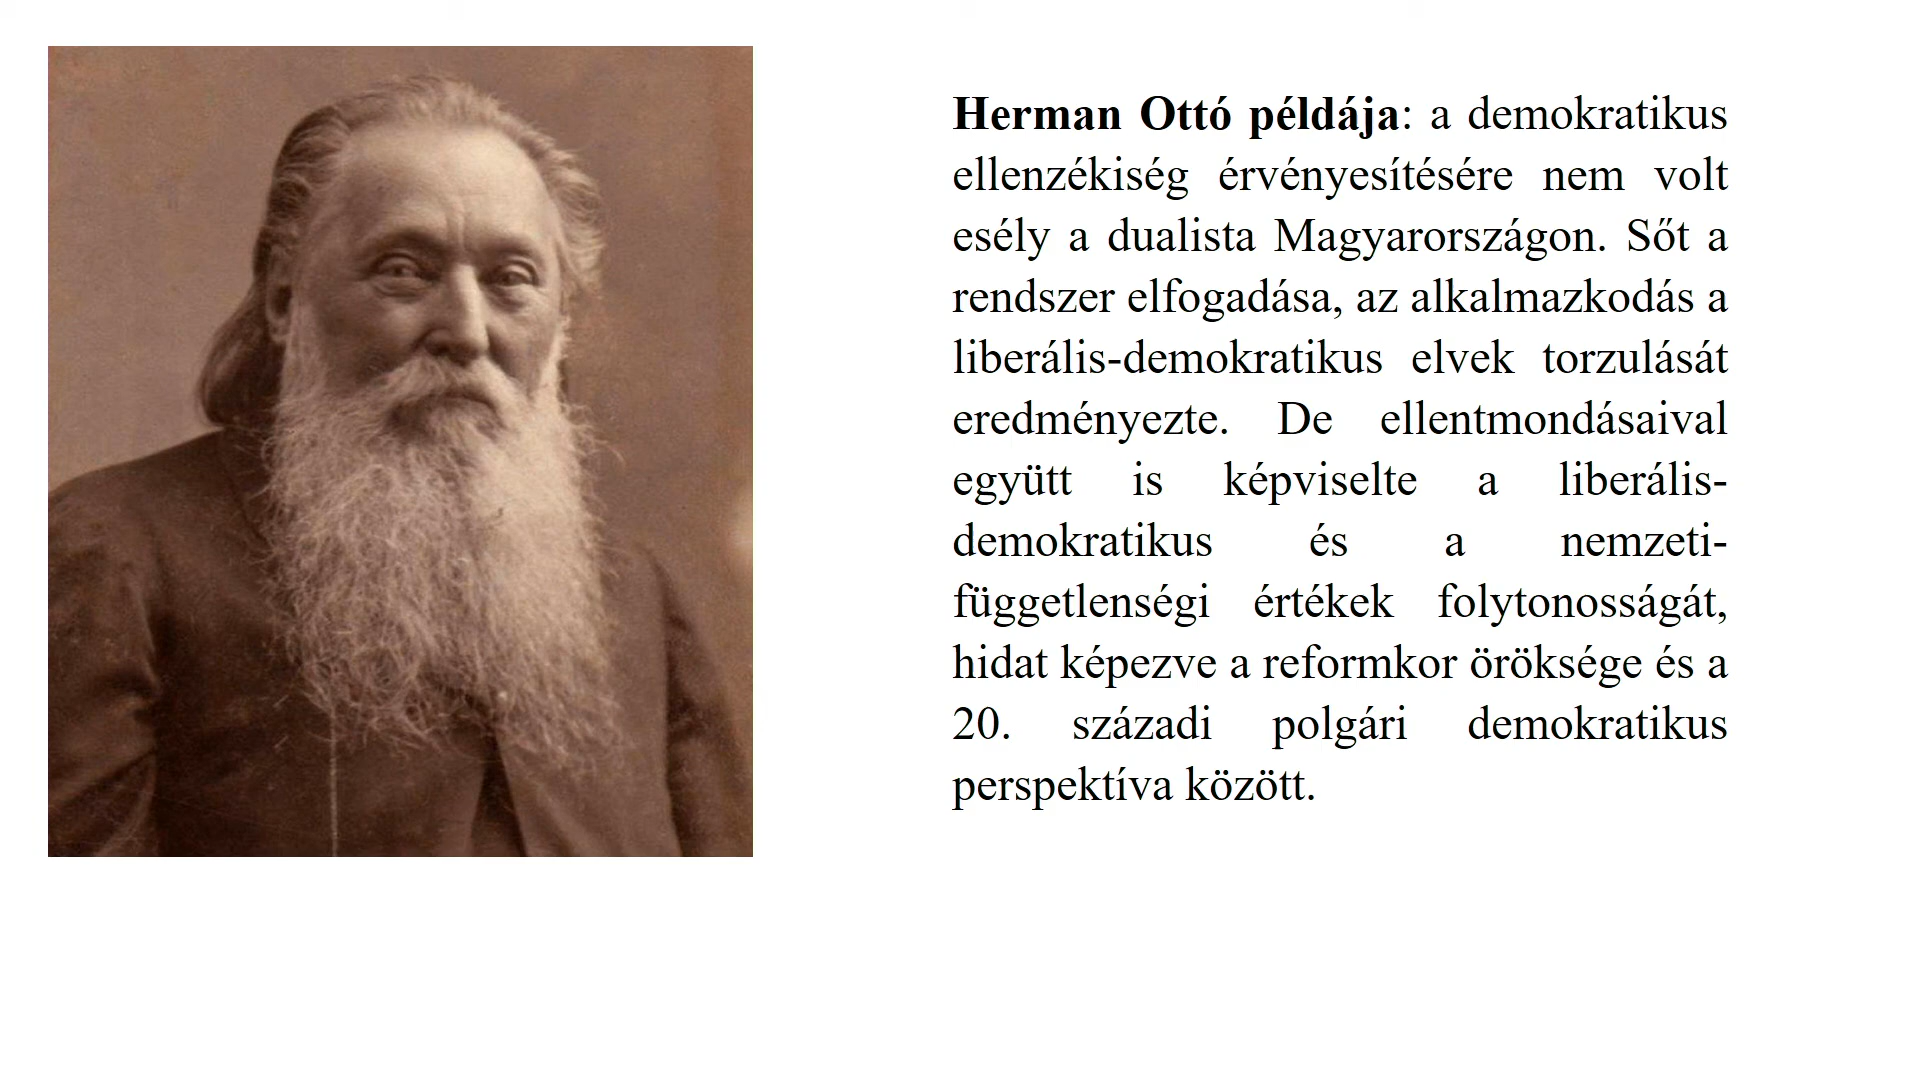 Herman Ottó példája: a demokratikus
ellenzékiség érvényesítésére nem volt
esély a dualista Magyarországon. Sőt a
rendszer elfogadása, az alkalmazkodás a
liberális-demokratikus elvek torzulását
eredményezte. De ellentmondásaival
együtt is képviselte a liberális-
demokratikus és a nemzeti-
függetlenségi értékek folytonosságát,
hidat képezve a reformkor öröksége és a
20. századi polgári demokratikus
perspektíva között.